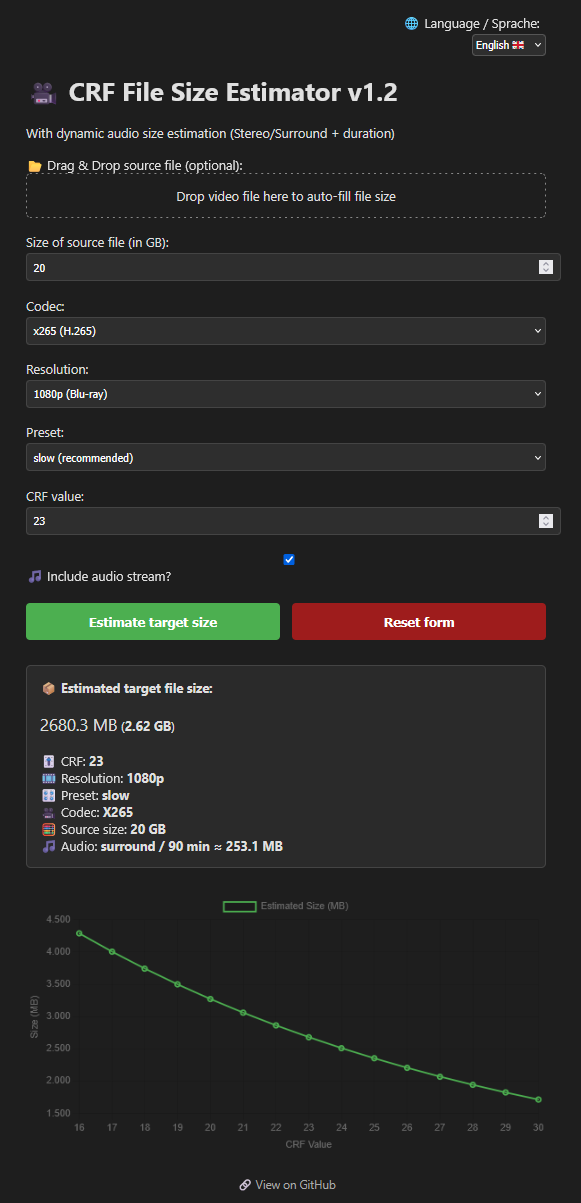 Language / Sprache:
English
CRF File Size Estimator v1.2
With dynamic audio size estimation (Stereo/Surround + duration)
Drag & Drop source file (optional):
Drop video file here to auto-fill file size
Size of source file (in GB):
20
Codec:
x265 (H.265)
Resolution:
1080p (Blu-ray)
Preset:
slow (recommended)
CRF value:
23
Include audio stream?
Estimate target size
Reset form
Estimated target file size:
2680.3 MB (2.62 GB)
CRF: 23
Resolution: 1080p
Preset: slow
Codec: X265
Source size: 20 GB
Audio: surround / 90 min ≈ 253.1 MB
Estimated Size (MB)
4.500
4.000
3.500
3.000
2.500
2.000
1.500
Size (MB)
16 17 18 19 20 21 22 23 24 25 26 27 28 29 30
CRF Value
View on GitHub